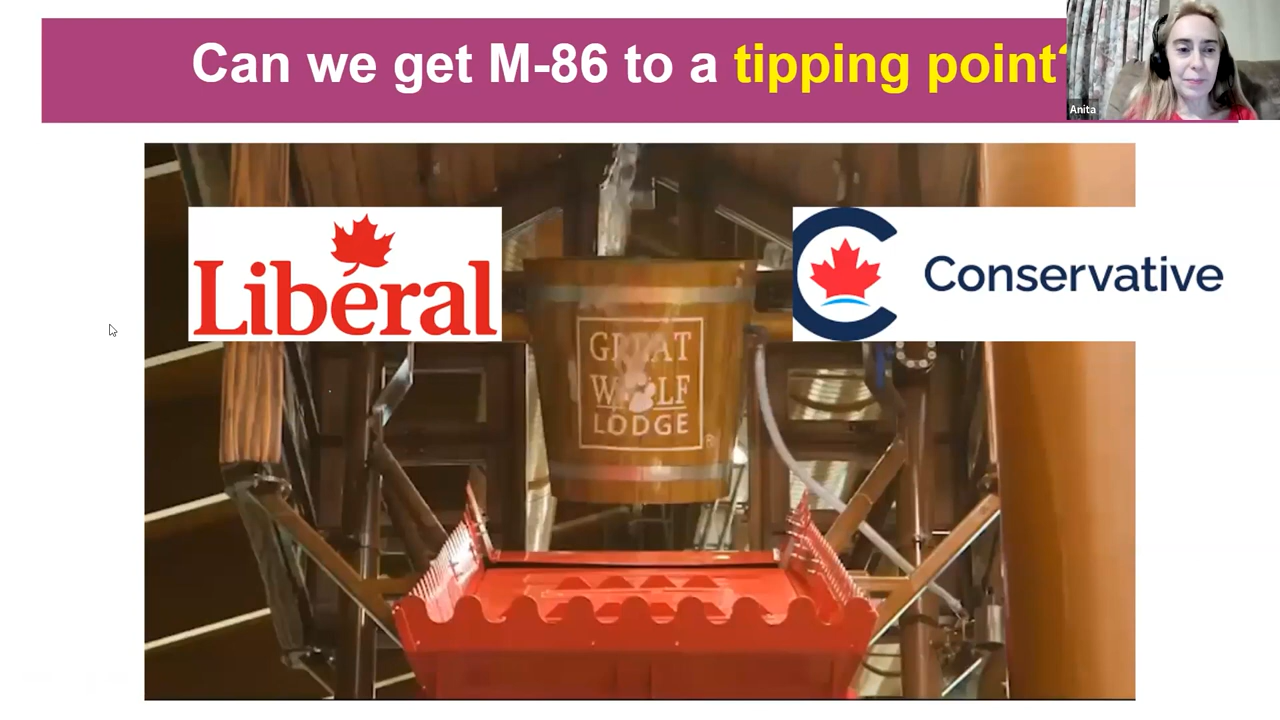 Can we get M-86 to a tipping point?
Anita
Liberal
Conservative
GREAT
WOLF
LODGE
®